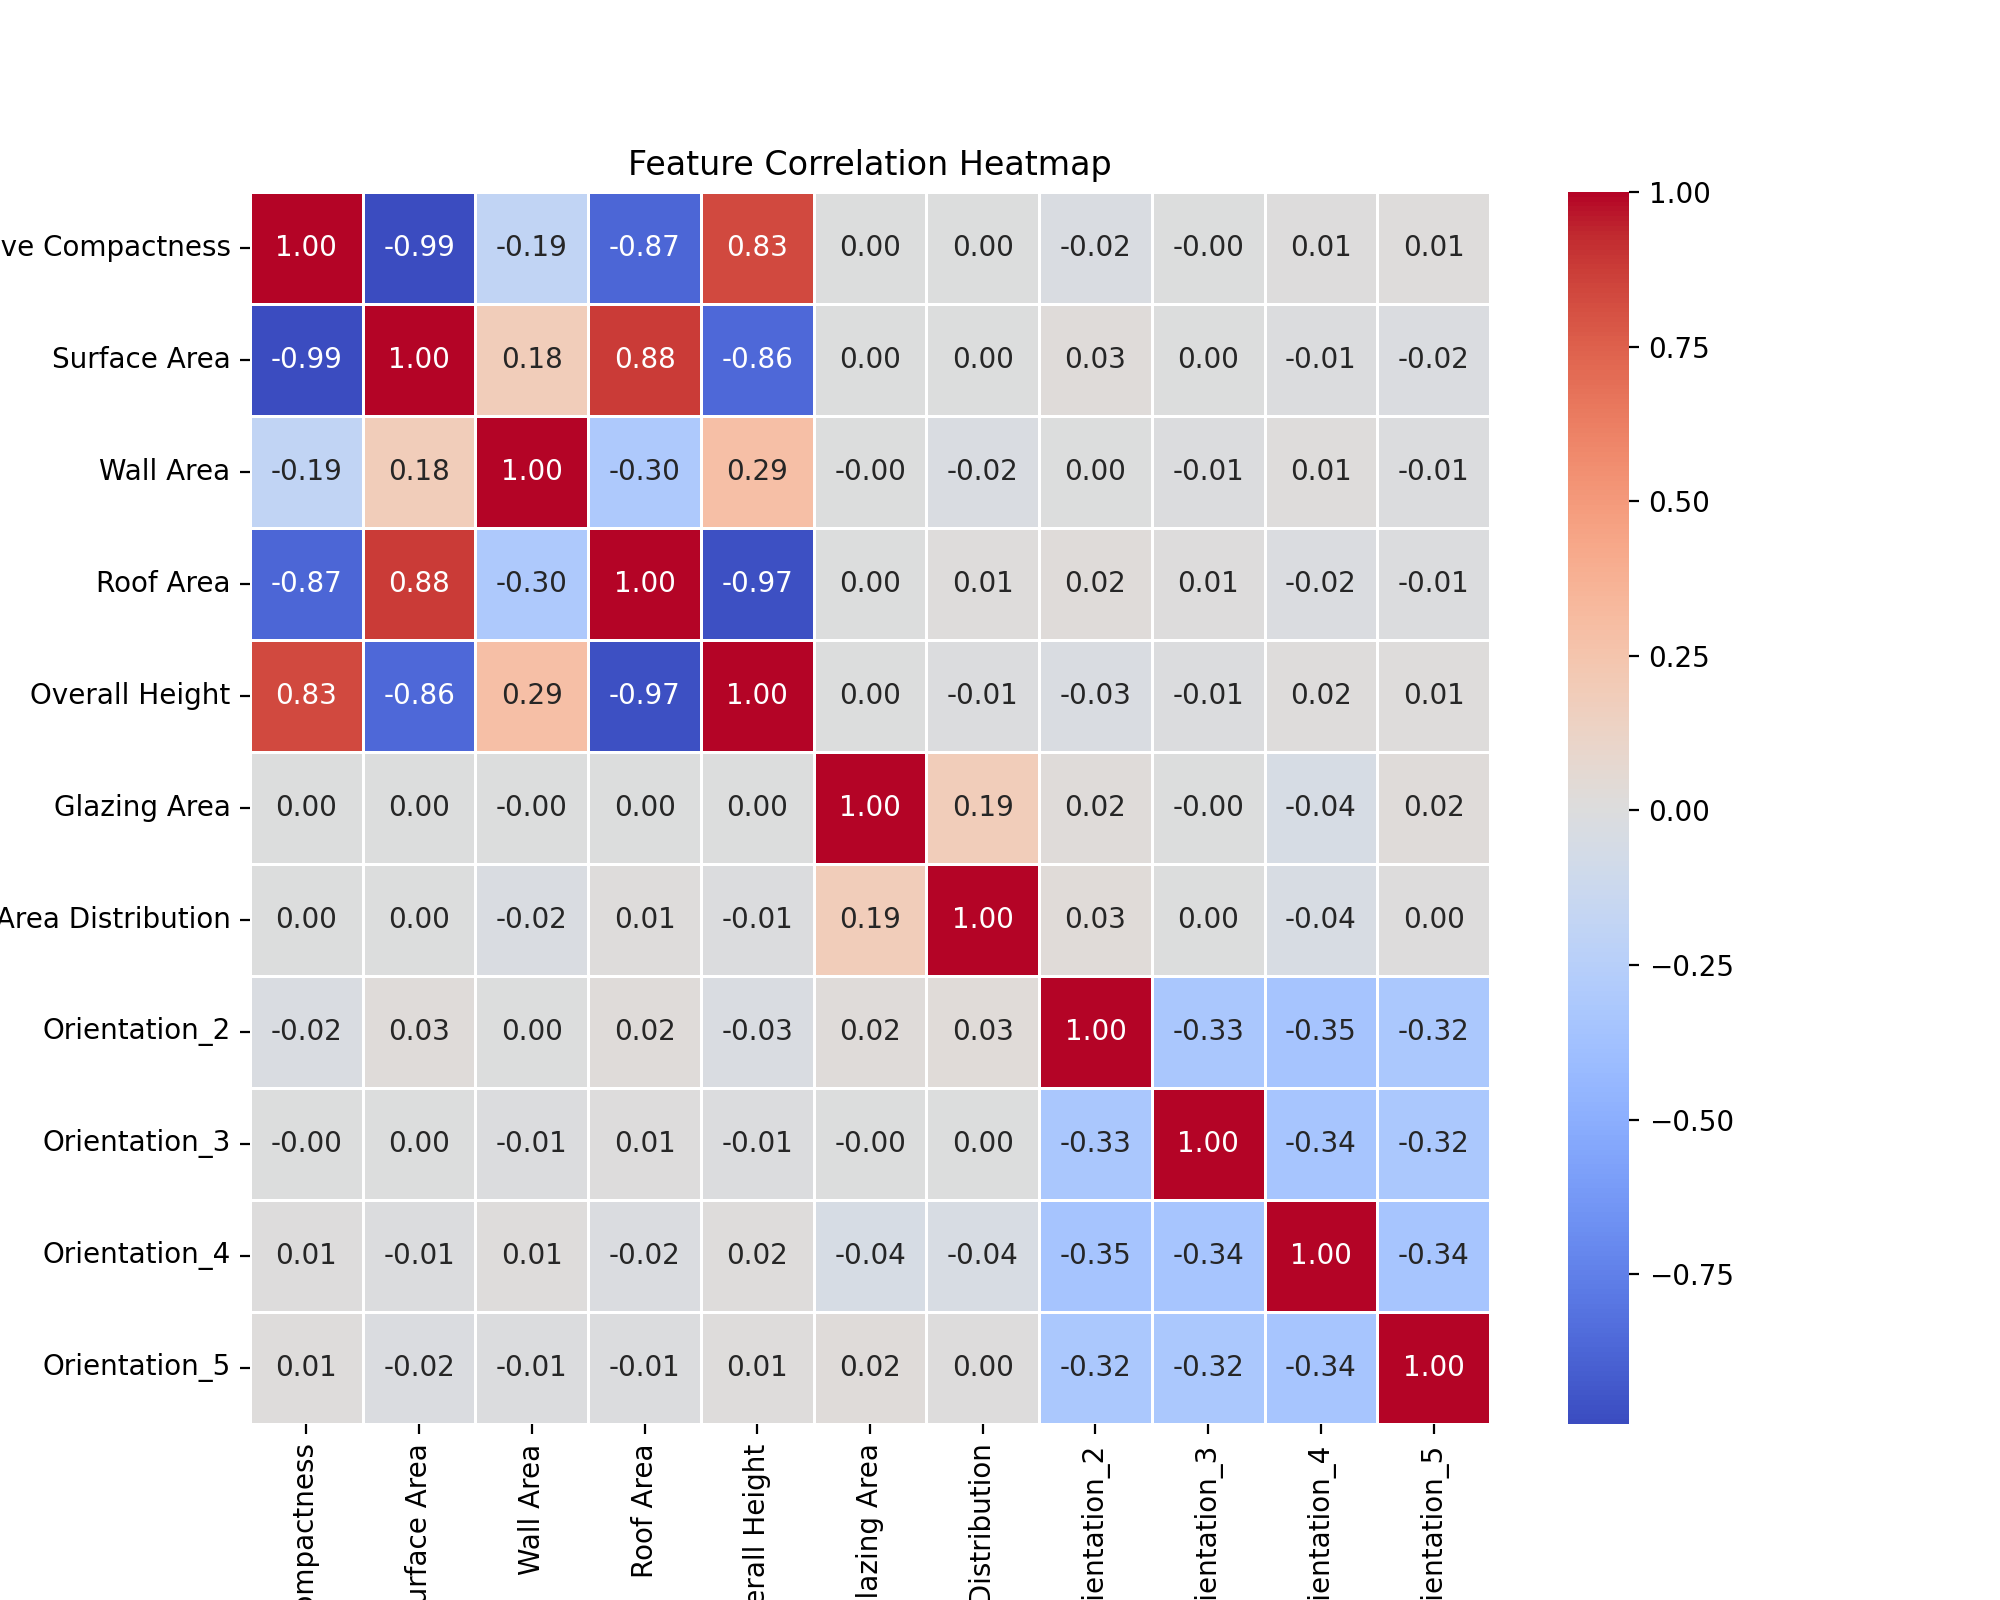 Feature Correlation Heatmap
ve Compactness 1.00 -0.99 -0.19 -0.87 0.83 0.00 0.00 -0.02 -0.00 0.01 0.01
Surface Area -0.99 1.00 0.18 0.88 -0.86 0.00 0.00 0.03 0.00 -0.01 -0.02
Wall Area -0.19 0.18 1.00 -0.30 0.29 -0.00 -0.02 0.00 -0.01 0.01 -0.01
Roof Area -0.87 0.88 -0.30 1.00 -0.97 0.00 0.01 0.02 0.01 -0.02 -0.01
Overall Height 0.83 -0.86 0.29 -0.97 1.00 0.00 -0.01 -0.03 -0.01 0.02 0.01
Glazing Area 0.00 0.00 -0.00 0.00 0.00 1.00 0.19 0.02 -0.00 -0.04 0.02
Area Distribution 0.00 0.00 -0.02 0.01 -0.01 0.19 1.00 0.03 0.00 -0.04 0.00
Orientation_2 -0.02 0.03 0.00 0.02 -0.03 0.02 0.03 1.00 -0.33 -0.35 -0.32
Orientation_3 -0.00 0.00 -0.01 0.01 -0.01 -0.00 0.00 -0.33 1.00 -0.34 -0.32
Orientation_4 0.01 -0.01 0.01 -0.02 0.02 -0.04 -0.04 -0.35 -0.34 1.00 -0.34
Orientation_5 0.01 -0.02 -0.01 -0.01 0.01 0.02 0.00 -0.32 -0.32 -0.34 1.00
ompactness
urface Area
Wall Area
Roof Area
erall Height
lazing Area
Distribution
ientation_2
ientation_3
ientation_4
ientation_5
1.00
0.75
0.50
0.25
0.00
−0.25
−0.50
−0.75